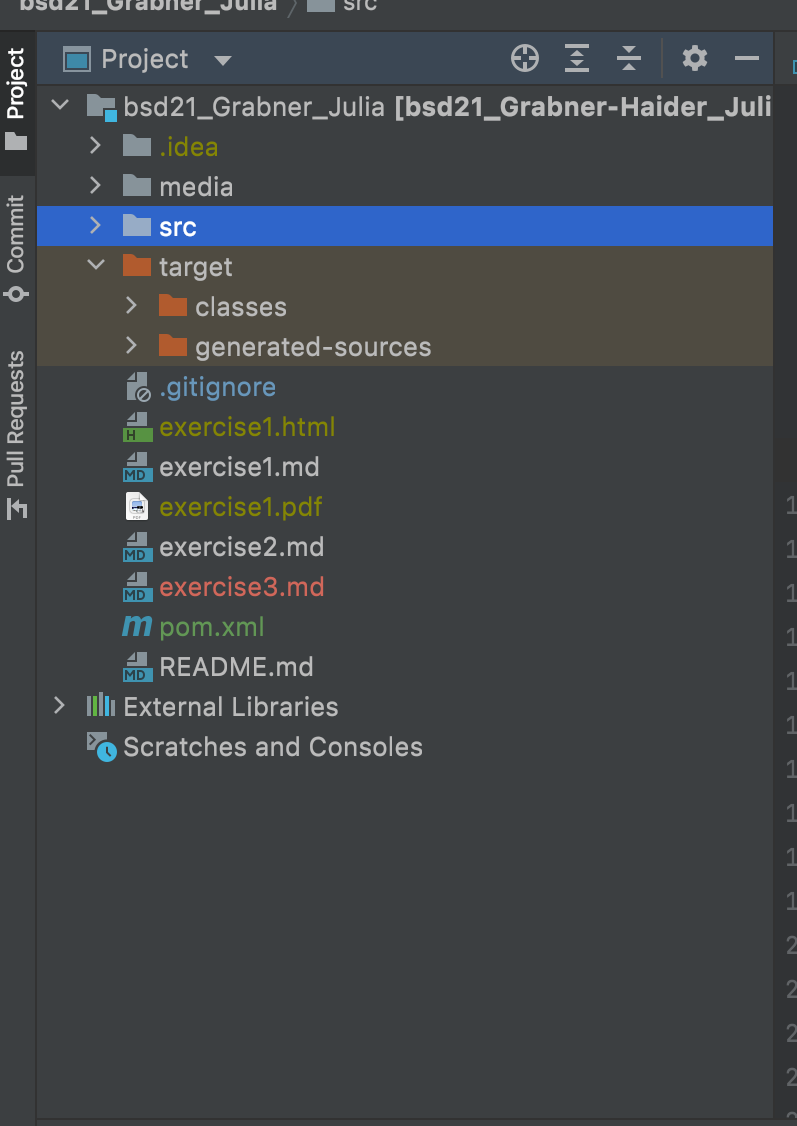 bsd21_Grabner_Julia src
Project
Project
bsd21_Grabner_Julia [bsd21_Grabner-Haider_Juli
.idea
media
src
Commit
target
classes
generated-sources
Pull Requests
.gitignore
exercise1.html
exercise1.md
exercise1.pdf
exercise2.md
exercise3.md
pom.xml
README.md
External Libraries
Scratches and Consoles